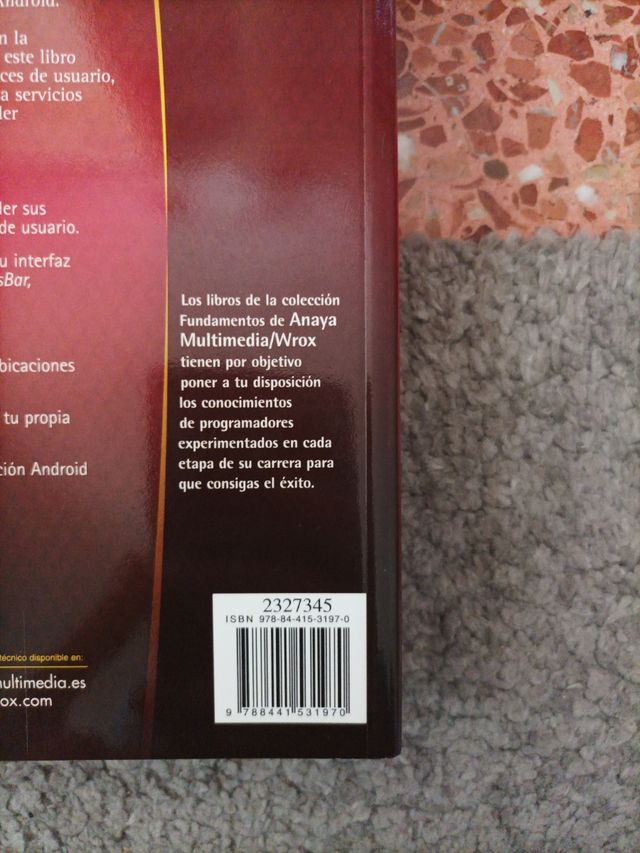 Android.
n la
este libro
ces de usuario,
a servicios
der
der sus
de usuario.
u interfaz
sBar,
bicaciones
tu propia
ción Android
Los libros de la colección
Fundamentos de Anaya
Multimedia/Wrox
tienen por objetivo
poner a tu disposición
los conocimientos
de programadores
experimentados en cada
etapa de su carrera para
que consigas el éxito.
técnico disponible en:
multimedia.es
rox.com
2327345
ISBN 978-84-415-3197-0
9 788441 531970